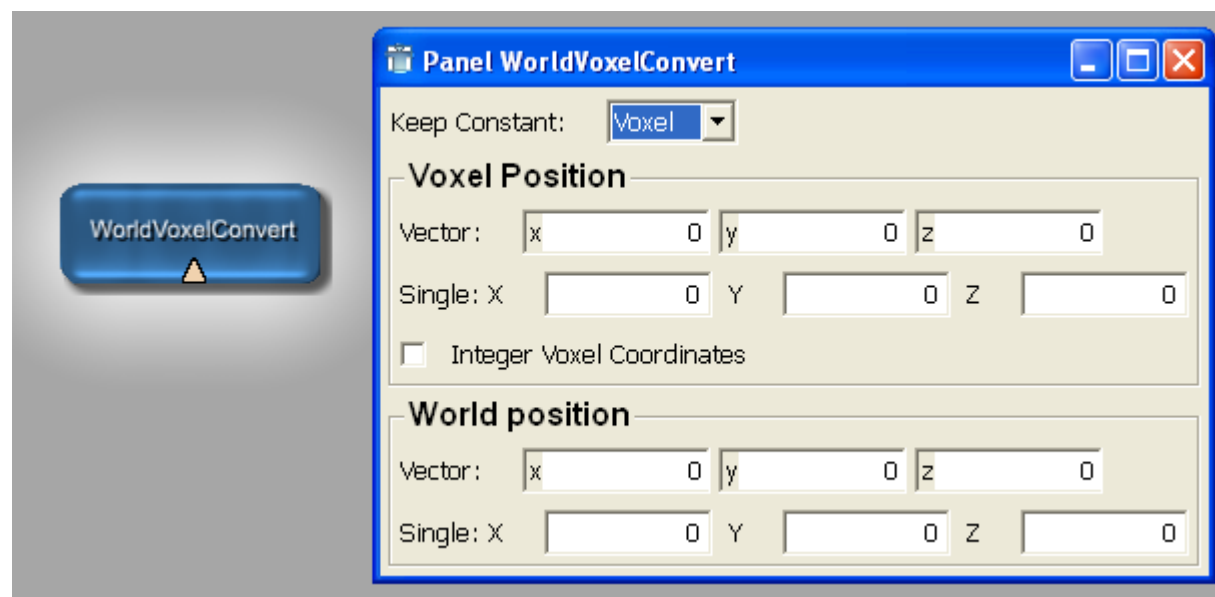 Panel WorldVoxelConvert
Keep Constant: Voxel
WorldVoxelConvert
Voxel Position
Vector: x 0 y 0 z 0
Single: X 0 Y 0 Z 0
Integer Voxel Coordinates
World position
Vector: x 0 y 0 z 0
Single: X 0 Y 0 Z 0